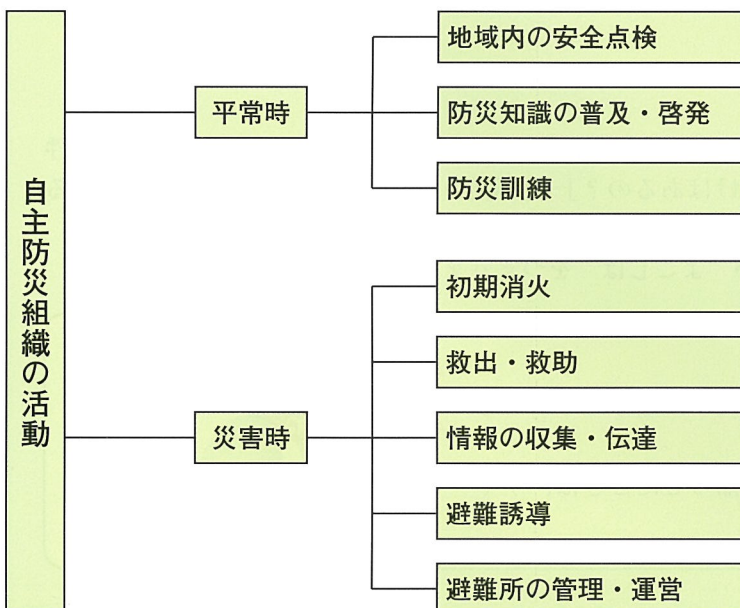 自主防災組織の活動
平常時
地域内の安全点検
防災知識の普及・啓発
防災訓練
災害時
初期消火
救出・救助
情報の収集・伝達
避難誘導
避難所の管理・運営